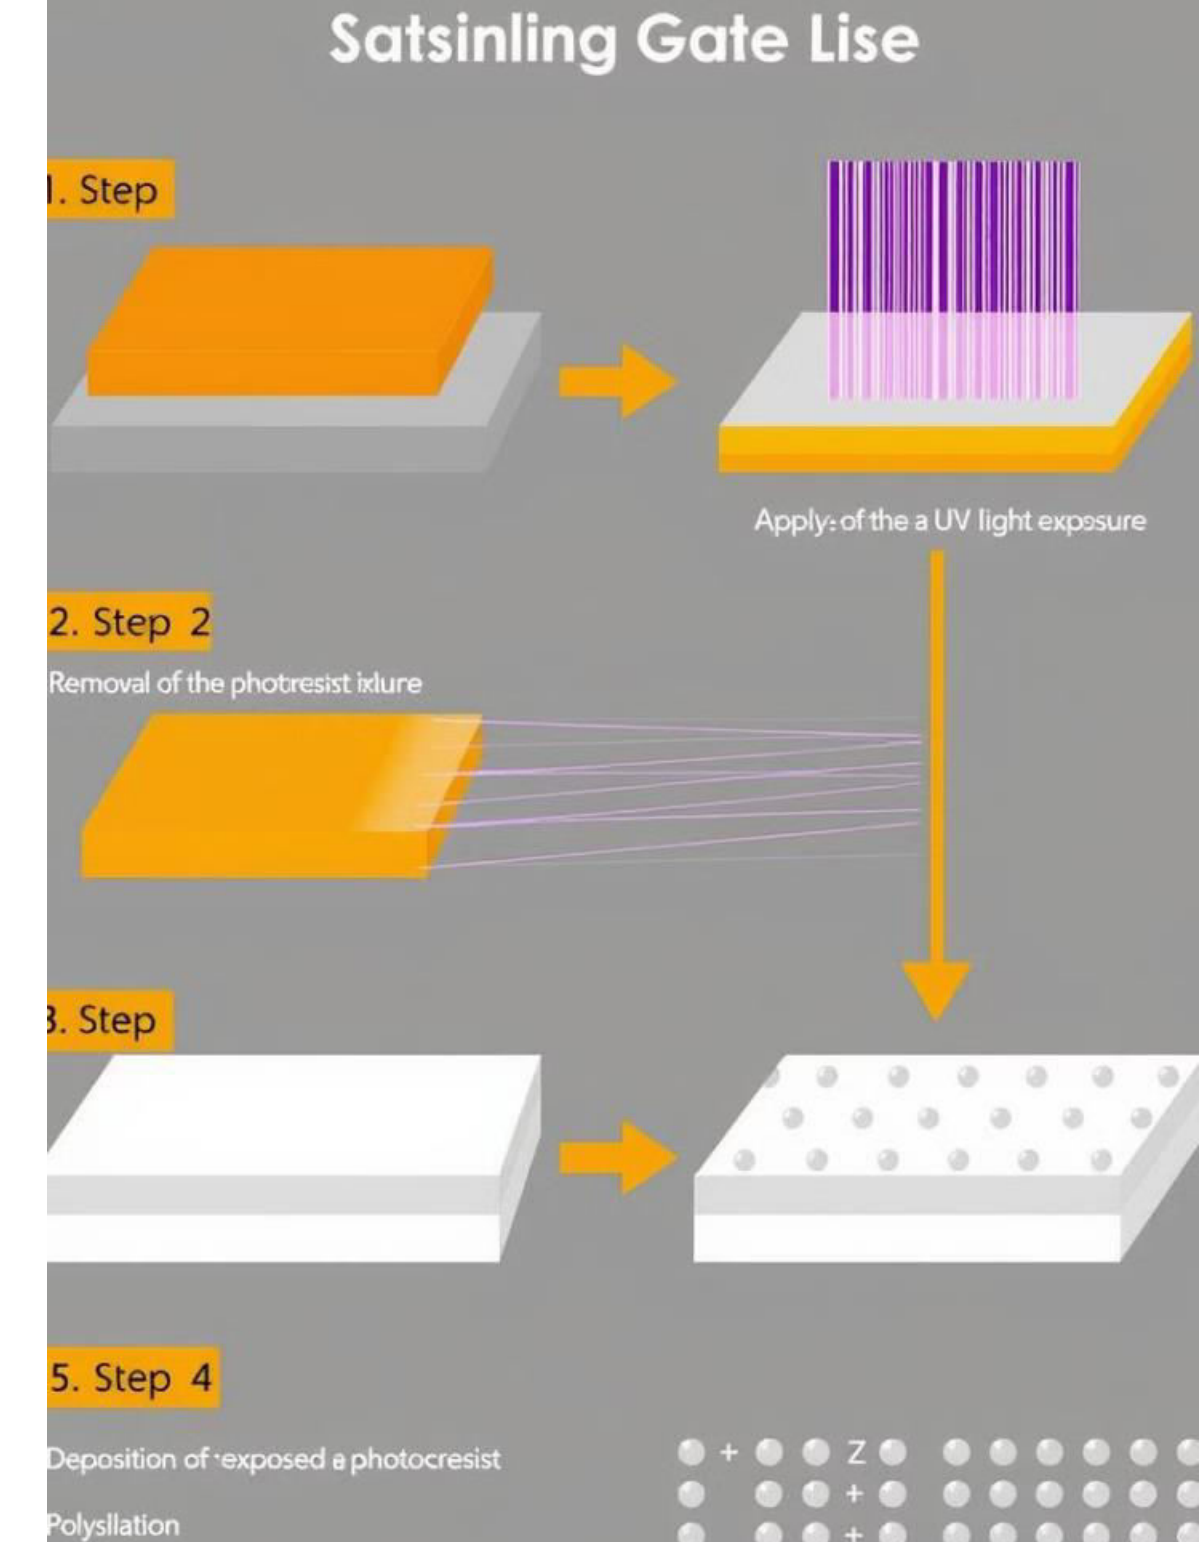 Satsinling Gate Lise
1. Step
Apply: of the a UV light exposure
2. Step 2
Removal of the photresist ixlure
3. Step
5. Step 4
Deposition of exposed a photocresist
+ Z
Polysllation
+
+